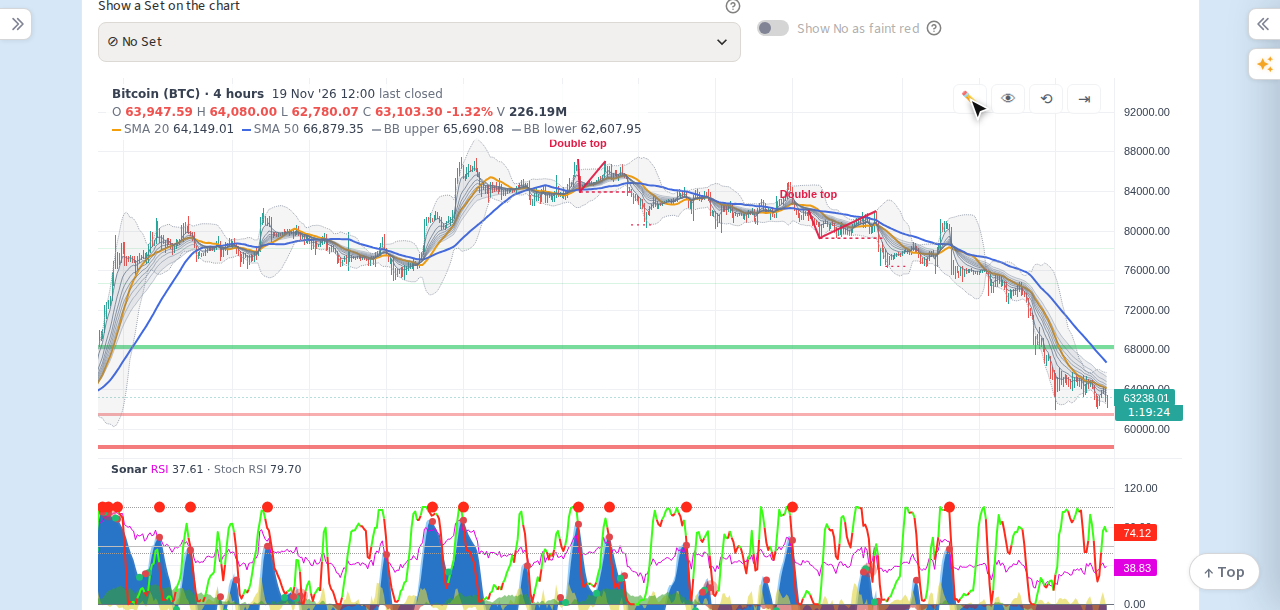 Show a Set on the chart
⊘ No Set
Show No as faint red
Bitcoin (BTC) · 4 hours 19 Nov '26 12:00 last closed
O 63,947.59 H 64,080.00 L 62,780.07 C 63,103.30 -1.32% V 226.19M
SMA 20 64,149.01 SMA 50 66,879.35 BB upper 65,690.08 BB lower 62,607.95
Double top
Double top
92000.00
88000.00
84000.00
80000.00
76000.00
72000.00
68000.00
64000.00
63238.01
1:19:24
60000.00
Sonar RSI 37.61 · Stoch RSI 79.70
120.00
74.12
38.83
0.00
↑ Top